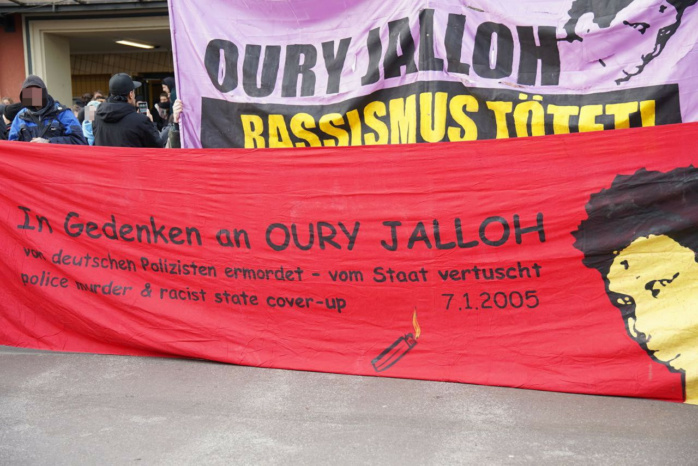 OURY JALLOH
RASSISMUS TÖTET!
In Gedenken an OURY JALLOH
von deutschen Polizisten ermordet - vom Staat vertuscht
police murder & racist state cover-up
7.1.2005